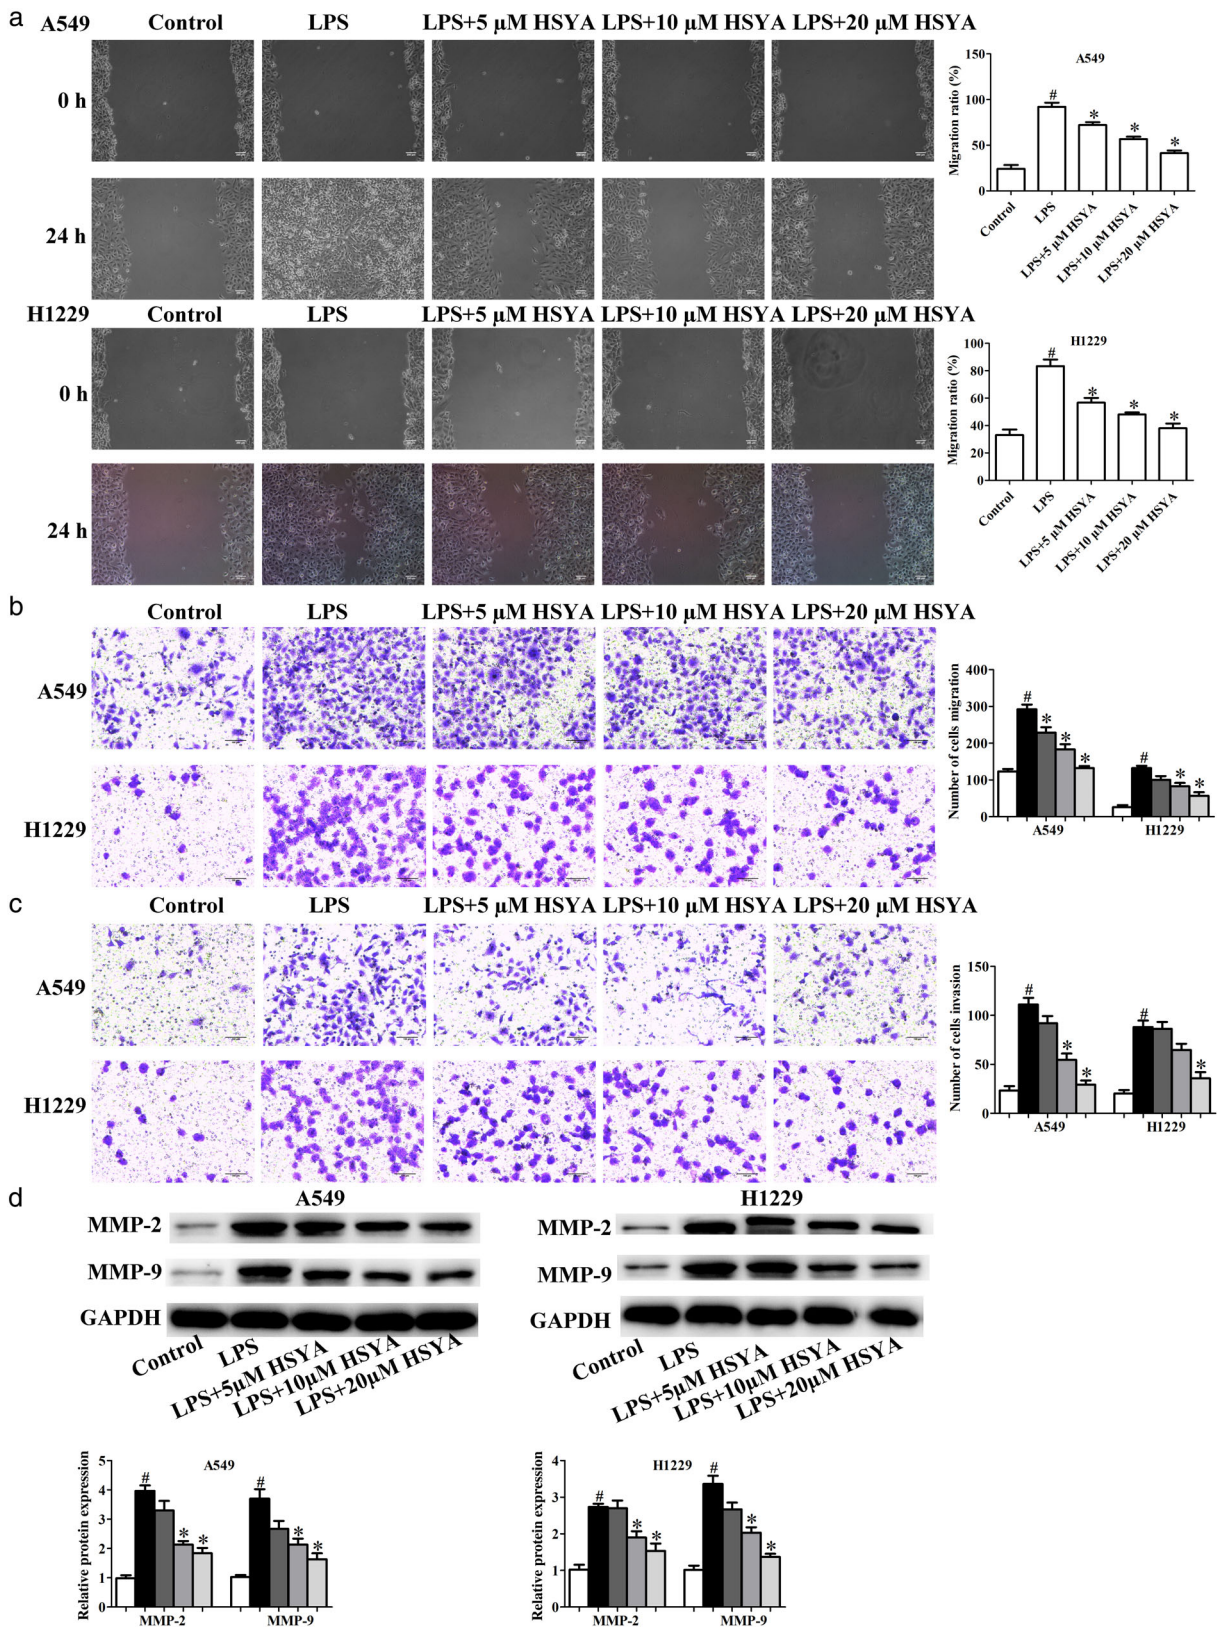 a
A549 Control LPS LPS+5 µM HSYA LPS+10 µM HSYA LPS+20 µM HSYA
0 h
24 h
A549
Migration ratio (%)
150
100
50
0
Control
LPS
LPS+5 µM HSYA
LPS+10 µM HSYA
LPS+20 µM HSYA
#
*
*
*
H1229 Control LPS LPS+5 µM HSYA LPS+10 µM HSYA LPS+20 µM HSYA
0 h
24 h
H1229
Migration ratio (%)
100
80
60
40
20
0
Control
LPS
LPS+5 µM HSYA
LPS+10 µM HSYA
LPS+20 µM HSYA
#
*
*
*
b
Control LPS LPS+5 µM HSYA LPS+10 µM HSYA LPS+20 µM HSYA
A549
H1229
Number of cells migration
400
300
200
100
0
#
*
*
*
#
*
*
A549 H1229
c
Control LPS LPS+5 µM HSYA LPS+10 µM HSYA LPS+20 µM HSYA
A549
H1229
Number of cells invasion
150
100
50
0
#
*
*
#
*
A549 H1229
d
A549
MMP-2
MMP-9
GAPDH
Control
LPS
LPS+5µM HSYA
LPS+10µM HSYA
LPS+20µM HSYA
H1229
MMP-2
MMP-9
GAPDH
Control
LPS
LPS+5µM HSYA
LPS+10µM HSYA
LPS+20µM HSYA
A549
Relative protein expression
5
4
3
2
1
0
#
*
*
#
*
*
MMP-2 MMP-9
H1229
Relative protein expression
4
3
2
1
0
#
*
*
#
*
*
MMP-2 MMP-9